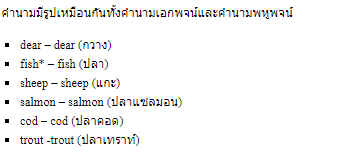 คำนามมีรูปเหมือนกันทั้งคำนามเอกพจน์และคำนามพหูพจน์
▪ dear – dear (กวาง)
▪ fish* – fish (ปลา)
▪ sheep – sheep (แกะ)
▪ salmon – salmon (ปลาแซลมอน)
▪ cod – cod (ปลาคอด)
▪ trout -trout (ปลาเทราท์)